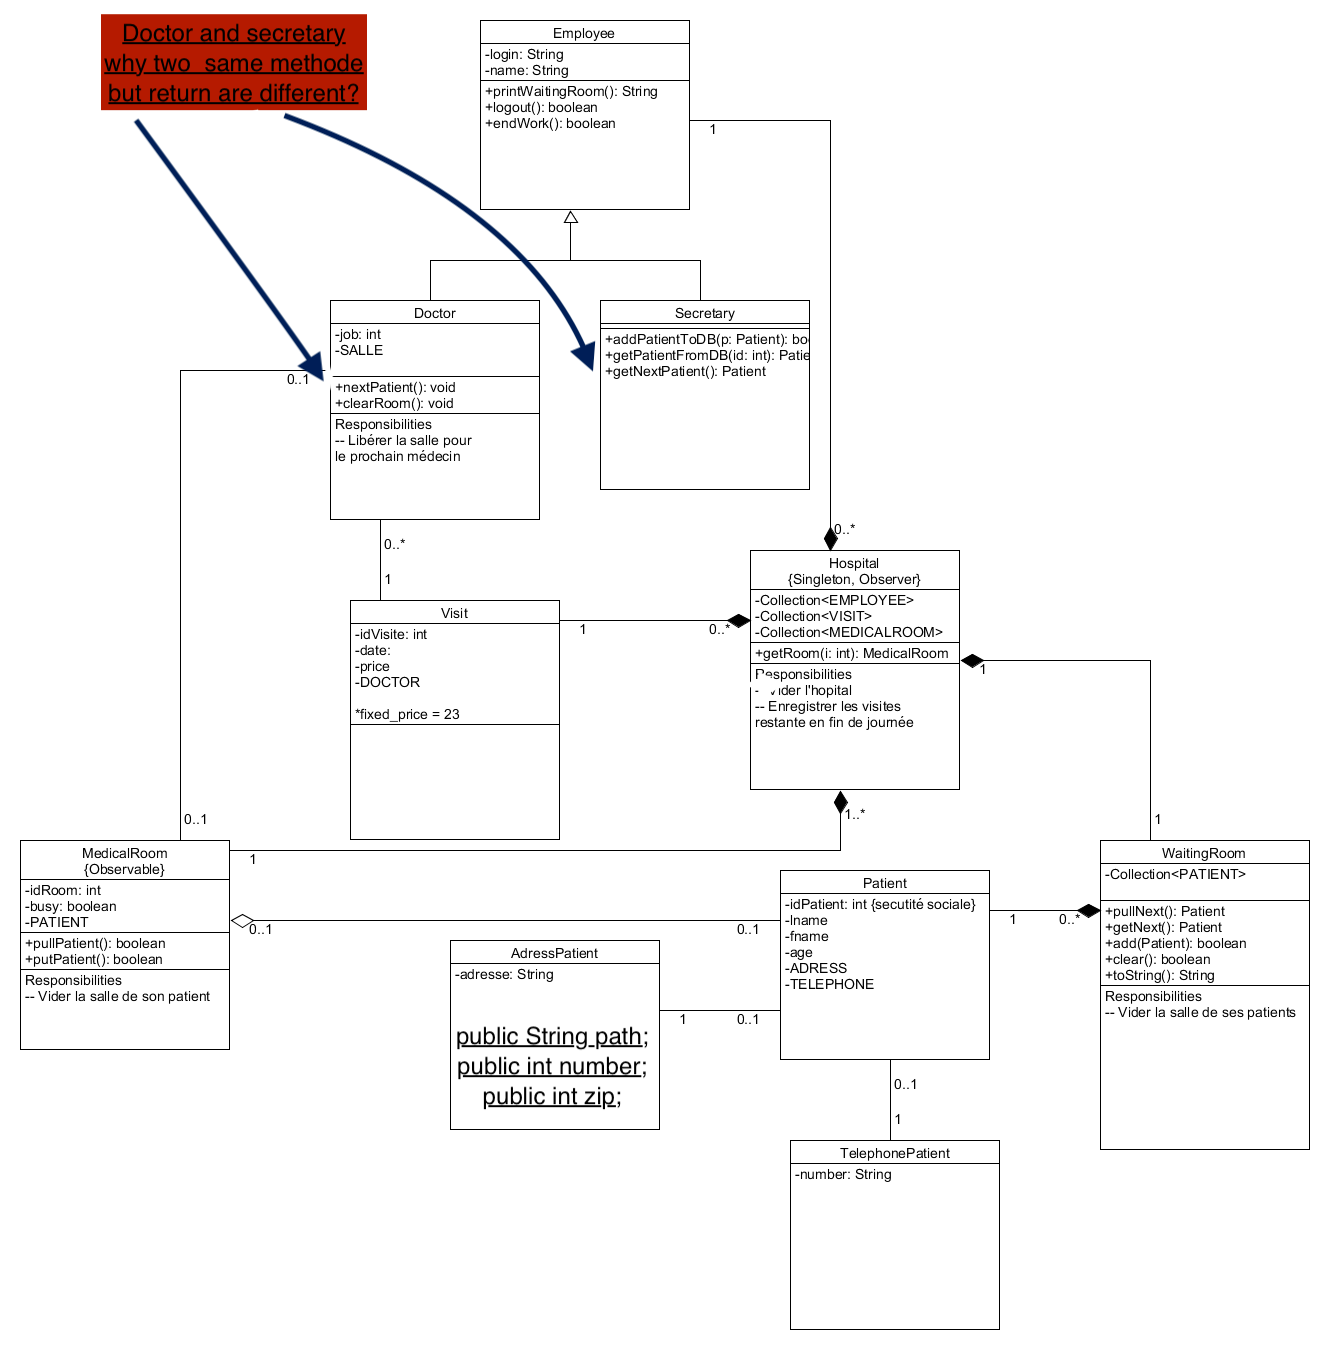 Doctor and secretary
why two same methode
but return are different?
Employee
-login: String
-name: String
+printWaitingRoom(): String
+logout(): boolean
+endWork(): boolean
1
Doctor
-job: int
-SALLE
+nextPatient(): void
+clearRoom(): void
Responsibilities
-- Libérer la salle pour
le prochain médecin
0..1
Secretary
+addPatientToDB(p: Patient): bo
+getPatientFromDB(id: int): Patie
+getNextPatient(): Patient
0..*
0..*
1
Hospital
{Singleton, Observer}
-Collection<EMPLOYEE>
-Collection<VISIT>
-Collection<MEDICALROOM>
+getRoom(i: int): MedicalRoom
Responsibilities
- Vider l'hopital
-- Enregistrer les visites
restante en fin de journée
Visit
-idVisite: int
-date:
-price
-DOCTOR
*fixed_price = 23
1
0..*
1
1..*
0..1
1
1
MedicalRoom
{Observable}
-idRoom: int
-busy: boolean
-PATIENT
+pullPatient(): boolean
+putPatient(): boolean
Responsibilities
-- Vider la salle de son patient
0..1
0..1
Patient
-idPatient: int {secutité sociale}
-lname
-fname
-age
-ADRESS
-TELEPHONE
1
0..*
WaitingRoom
-Collection<PATIENT>
+pullNext(): Patient
+getNext(): Patient
+add(Patient): boolean
+clear(): boolean
+toString(): String
Responsibilities
-- Vider la salle de ses patients
AdressPatient
-adresse: String
public String path;
public int number;
public int zip;
1
0..1
0..1
1
TelephonePatient
-number: String